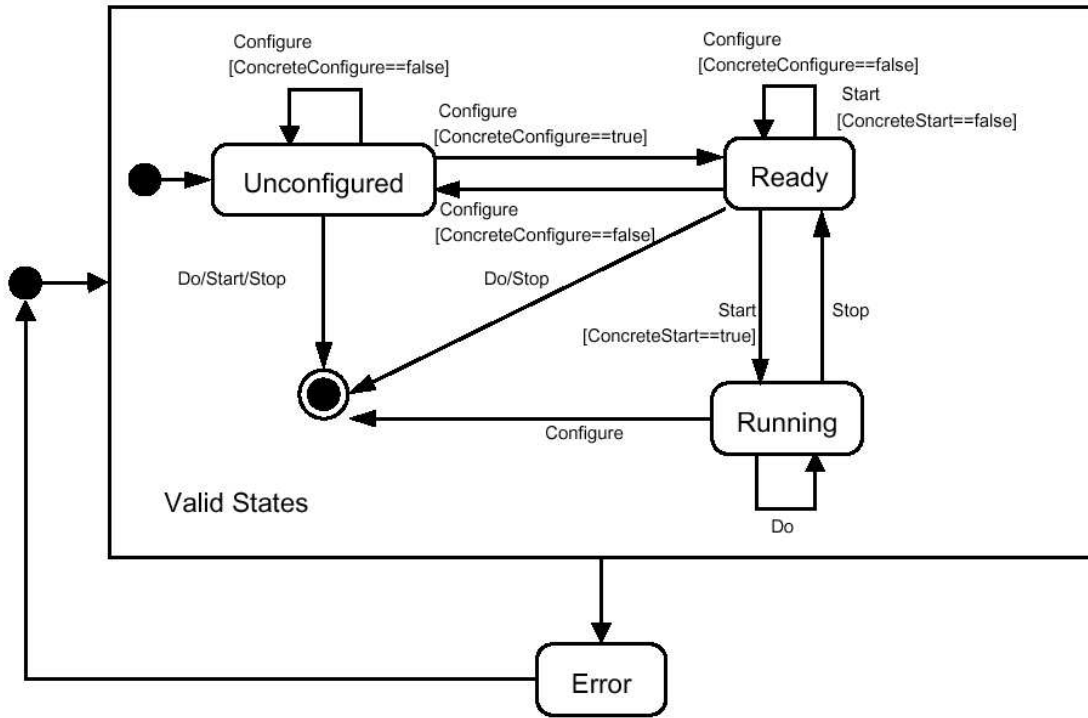 Configure
[ConcreteConfigure==false]
Configure
[ConcreteConfigure==false]
Start
[ConcreteStart==false]
Configure
[ConcreteConfigure==true]
Unconfigured
Ready
Configure
[ConcreteConfigure==false]
Do/Start/Stop
Do/Stop
Start
[ConcreteStart==true]
Stop
Running
Configure
Valid States
Do
Error